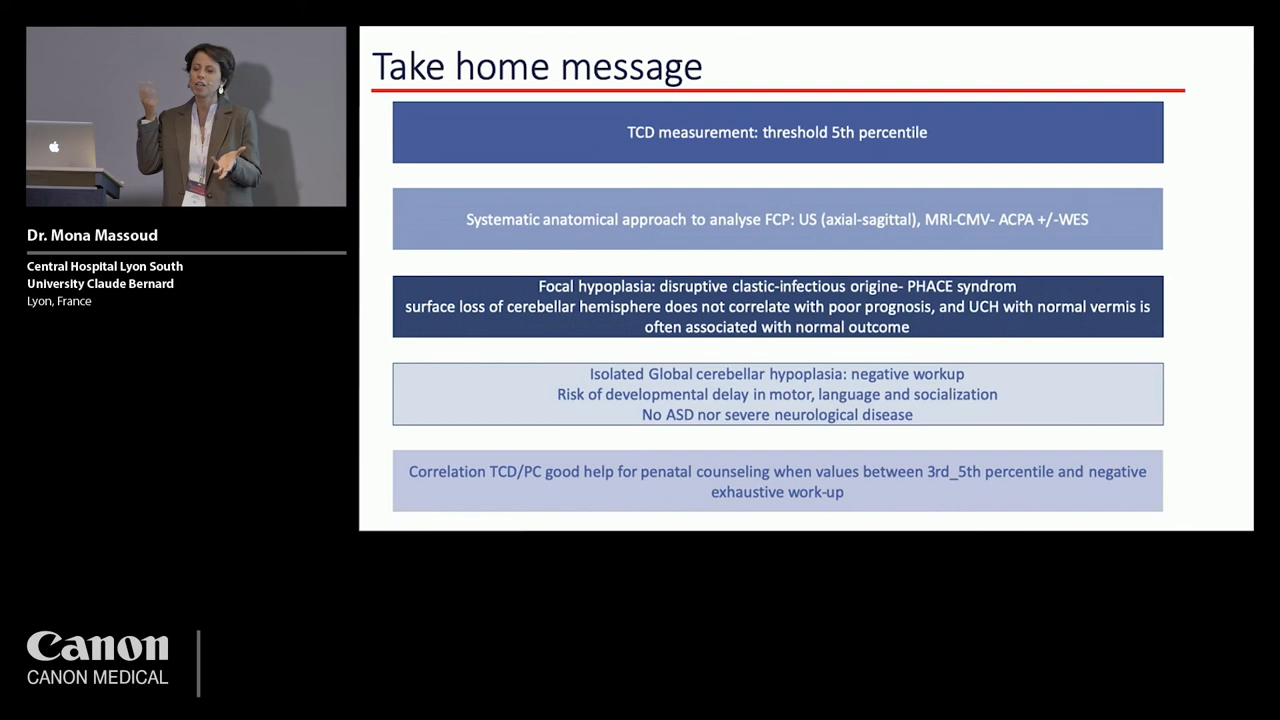 Take home message
TCD measurement: threshold 5th percentile
Systematic anatomical approach to analyse FCP: US (axial-sagittal), MRI-CMV- ACPA +/-WES
Focal hypoplasia: disruptive clastic-infectious origine- PHACE syndrom
surface loss of cerebellar hemisphere does not correlate with poor prognosis, and UCH with normal vermis is
often associated with normal outcome
Isolated Global cerebellar hypoplasia: negative workup
Risk of developmental delay in motor, language and socialization
No ASD nor severe neurological disease
Correlation TCD/PC good help for penatal counseling when values between 3rd_5th percentile and negative
exhaustive work-up
Dr. Mona Massoud
Central Hospital Lyon South
University Claude Bernard
Lyon, France
Canon
CANON MEDICAL